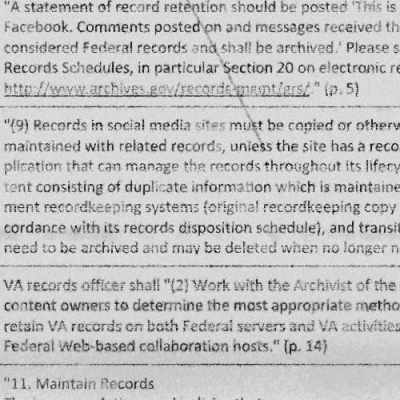 "A statement of record retention should be posted 'This is
Facebook. Comments posted on and messages received th
considered Federal records and shall be archived.' Please s
Records Schedules, in particular Section 20 on electronic re
http://www.archives.gov/records-mgmt/grs/." (p. 5)
"(9) Records in social media sites must be copied or otherw
maintained with related records, unless the site has a reco
plication that can manage the records throughout its lifecy
tent consisting of duplicate information which is maintaine
ment recordkeeping systems (original recordkeeping copy
cordance with its records disposition schedule), and transit
need to be archived and may be deleted when no longer n
VA records officer shall "(2) Work with the Archivist of the
content owners to determine the most appropriate metho
retain VA records on both Federal servers and VA activities
Federal Web-based collaboration hosts." (p. 14)
"11. Maintain Records